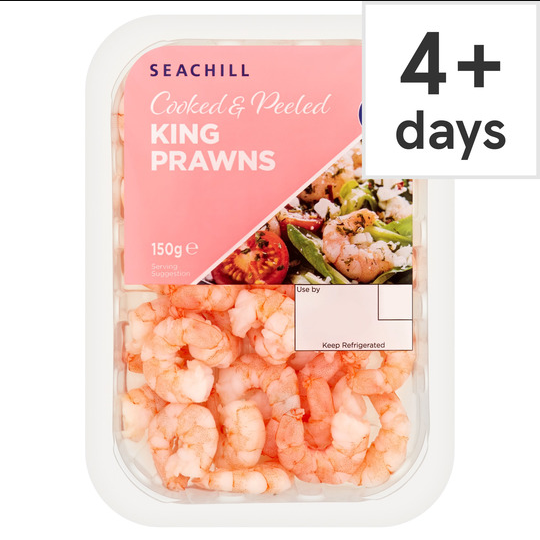 SEACHILL
Cooked & Peeled
KING
PRAWNS
150g ℮
Serving
Suggestion
4+
days
Use by
Keep Refrigerated